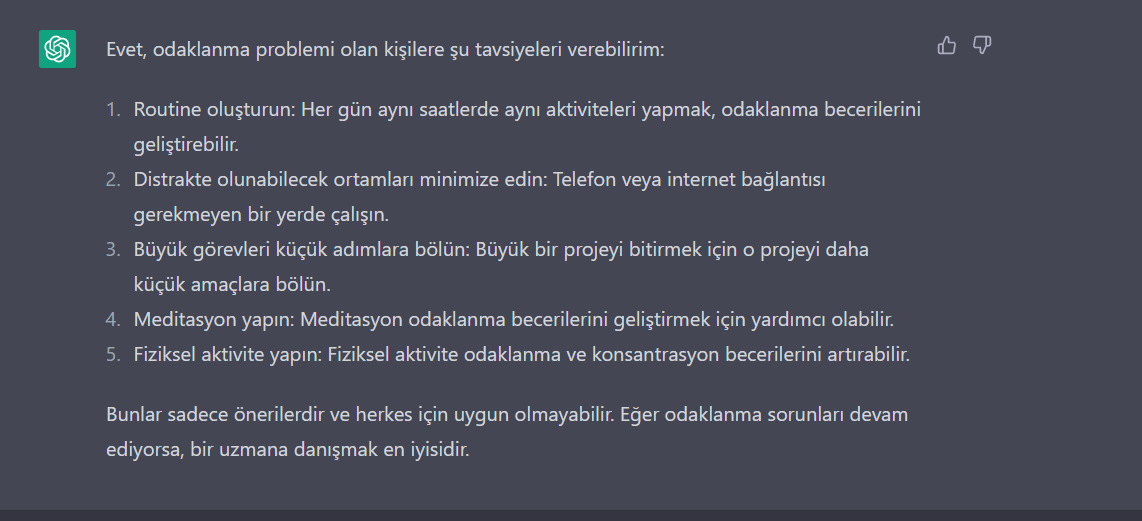 Evet, odaklanma problemi olan kişilere şu tavsiyeleri verebilirim:
1. Routine oluşturun: Her gün aynı saatlerde aynı aktiviteleri yapmak, odaklanma becerilerini
geliştirebilir.
2. Distrakte olunabilecek ortamları minimize edin: Telefon veya internet bağlantısı
gerekmeyen bir yerde çalışın.
3. Büyük görevleri küçük adımlara bölün: Büyük bir projeyi bitirmek için o projeyi daha
küçük amaçlara bölün.
4. Meditasyon yapın: Meditasyon odaklanma becerilerini geliştirmek için yardımcı olabilir.
5. Fiziksel aktivite yapın: Fiziksel aktivite odaklanma ve konsantrasyon becerilerini artırabilir.
Bunlar sadece önerilerdir ve herkes için uygun olmayabilir. Eğer odaklanma sorunları devam
ediyorsa, bir uzmana danışmak en iyisidir.